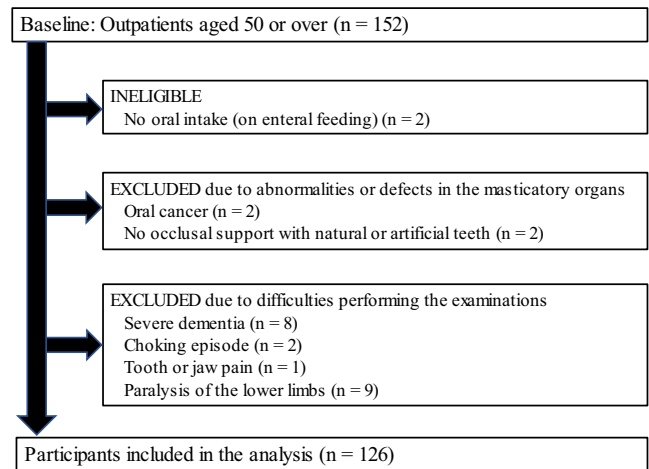 Baseline: Outpatients aged 50 or over (n = 152)
INELIGIBLE
No oral intake (on enteral feeding) (n = 2)
EXCLUDED due to abnormalities or defects in the masticatory organs
Oral cancer (n = 2)
No occlusal support with natural or artificial teeth (n = 2)
EXCLUDED due to difficulties performing the examinations
Severe dementia (n = 8)
Choking episode (n = 2)
Tooth or jaw pain (n = 1)
Paralysis of the lower limbs (n = 9)
Participants included in the analysis (n = 126)